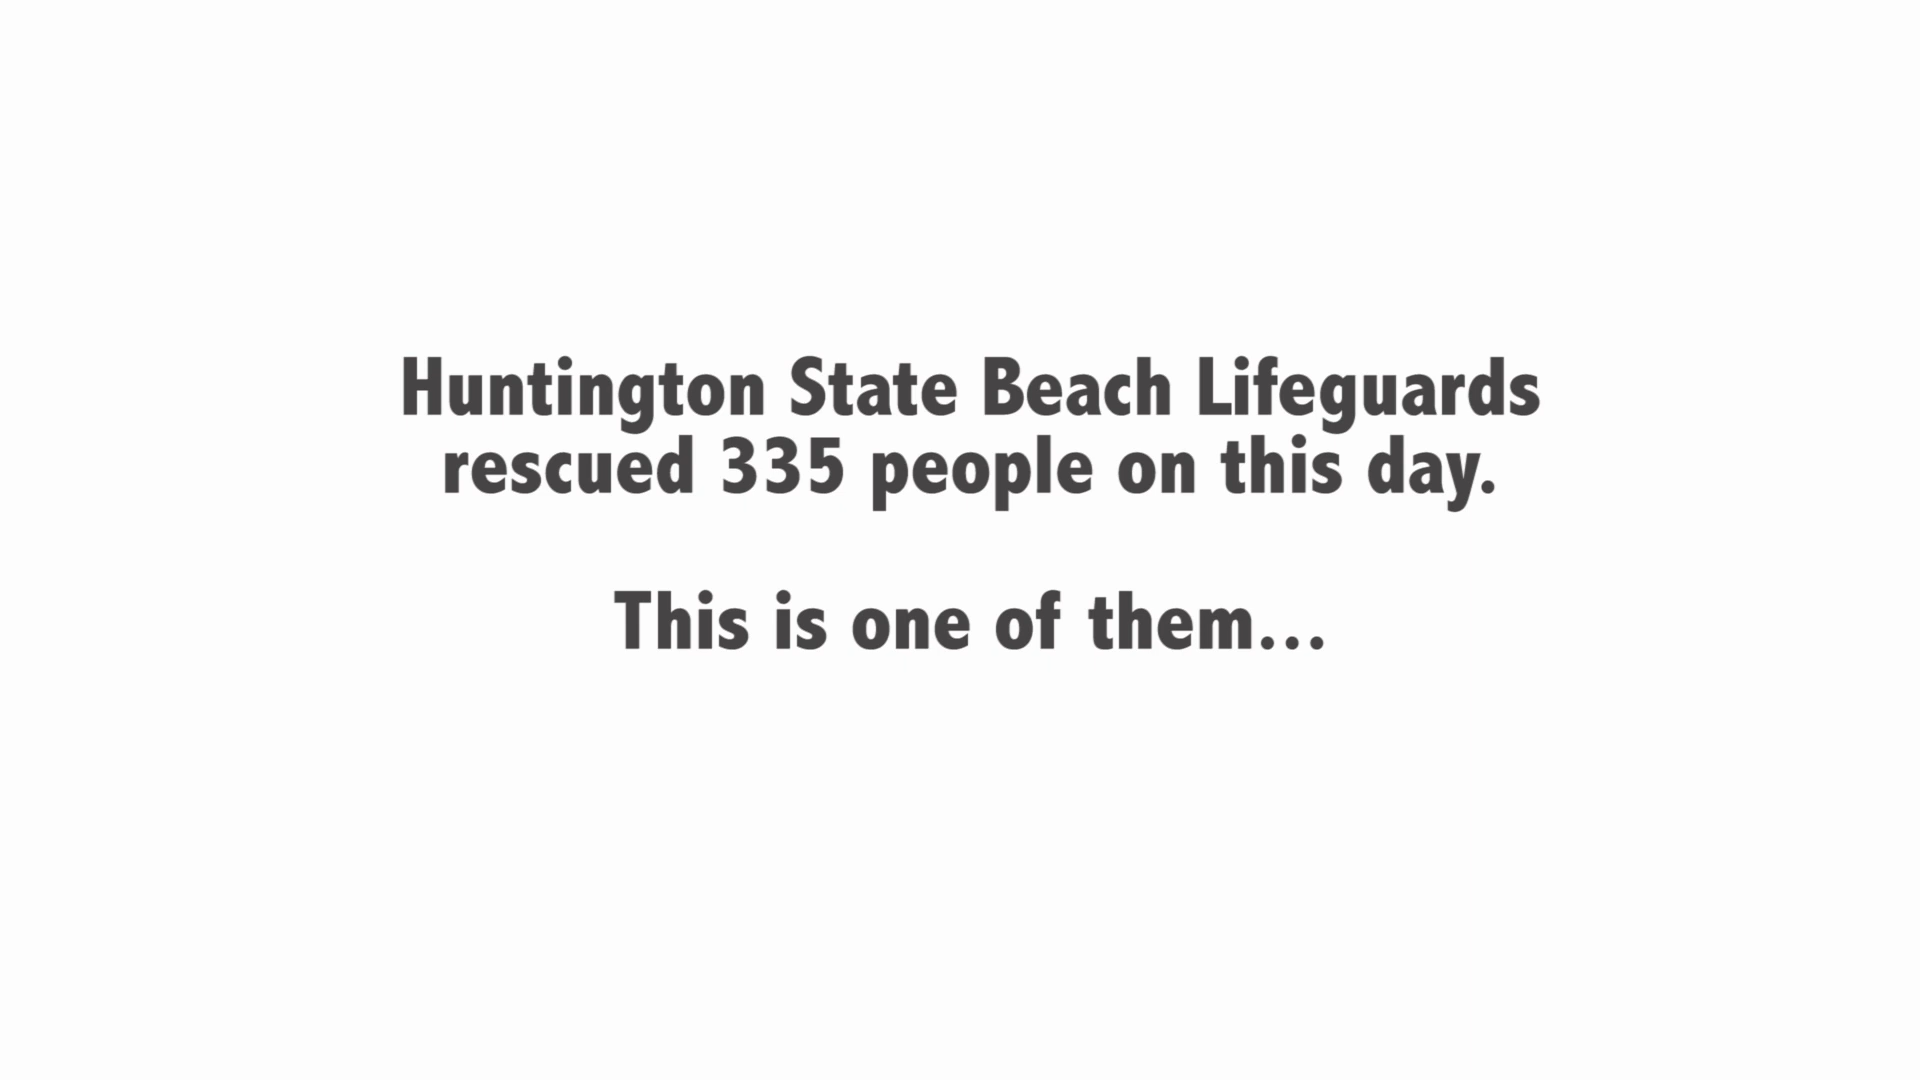 Huntington State Beach Lifeguards
rescued 335 people on this day.
This is one of them...